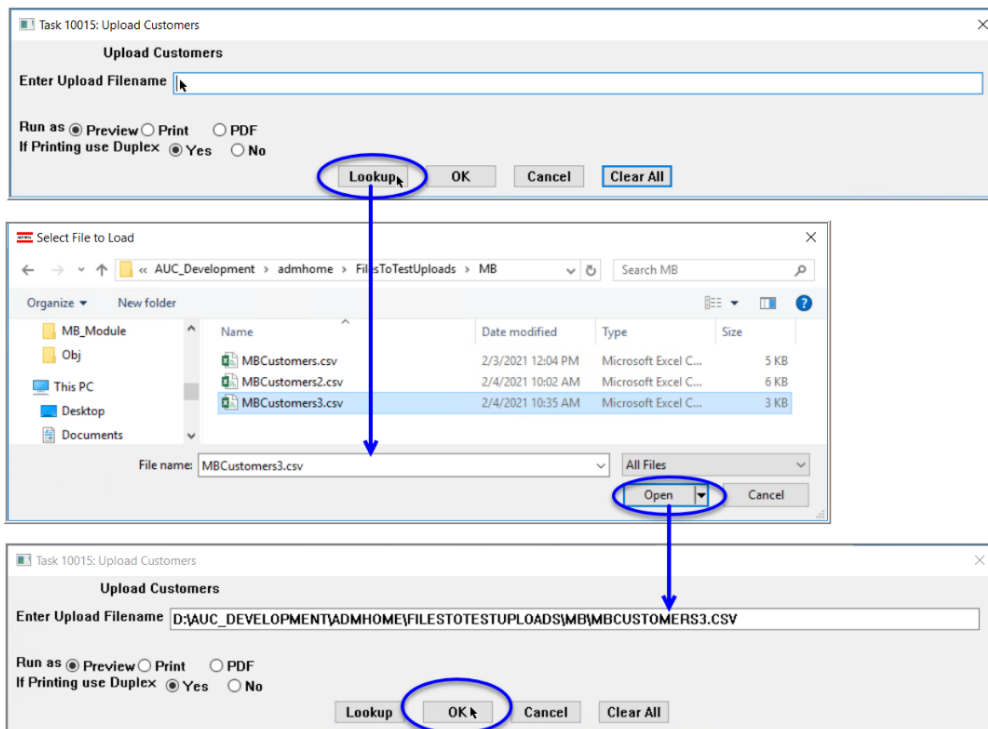 Task 10015: Upload Customers
Upload Customers
Enter Upload Filename
Run as Preview Print PDF
If Printing use Duplex Yes No
Lookup OK Cancel Clear All
Select File to Load
« AUC_Development > admhome > FilesToTestUploads > MB Search MB
Organize New folder
MB_Module Name Date modified Type Size
Obj MBCustomers.csv 2/3/2021 12:04 PM Microsoft Excel C... 5 KB
This PC MBCustomers2.csv 2/4/2021 10:02 AM Microsoft Excel C... 6 KB
Desktop MBCustomers3.csv 2/4/2021 10:35 AM Microsoft Excel C... 3 KB
Documents
File name: MBCustomers3.csv All Files
Open Cancel
Task 10015: Upload Customers
Upload Customers
Enter Upload Filename D:\AUC_DEVELOPMENT\ADMHOME\FILESTOTESTUPLOADS\MB\MBCUSTOMERS3.CSV
Run as Preview Print PDF
If Printing use Duplex Yes No
Lookup OK Cancel Clear All